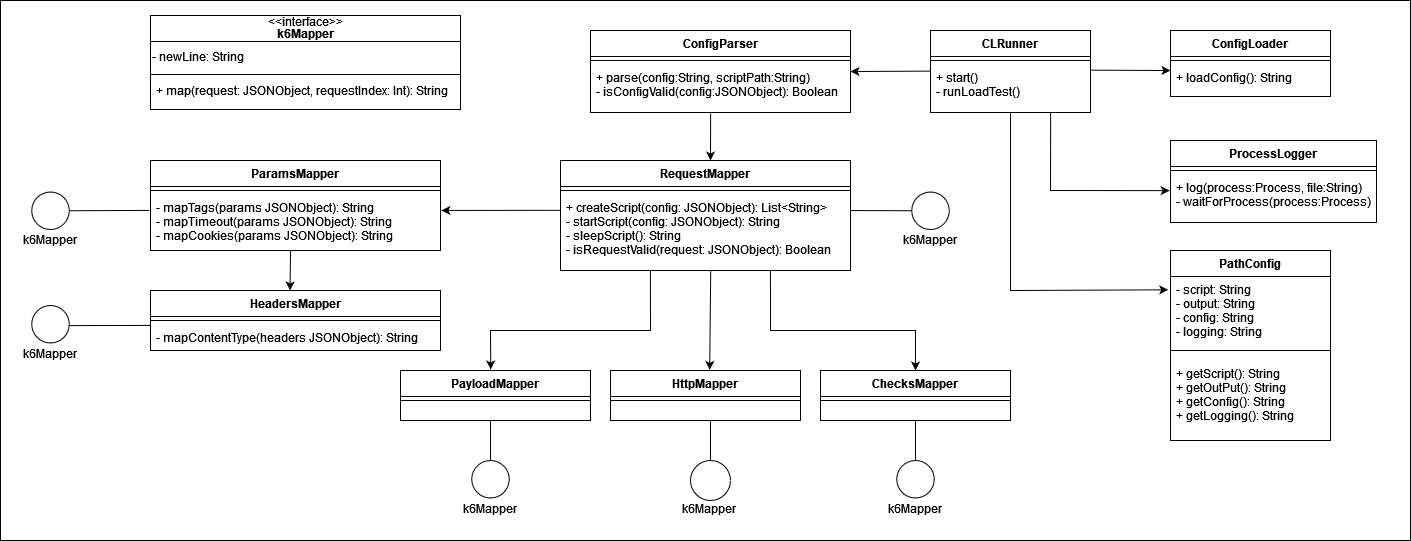 <<interface>>
k6Mapper
- newLine: String
+ map(request: JSONObject, requestIndex: Int): String
ConfigParser
+ parse(config:String, scriptPath:String)
- isConfigValid(config:JSONObject): Boolean
CLRunner
+ start()
- runLoadTest()
ConfigLoader
+ loadConfig(): String
ProcessLogger
+ log(process:Process, file:String)
- waitForProcess(process:Process)
ParamsMapper
- mapTags(params JSONObject): String
- mapTimeout(params JSONObject): String
- mapCookies(params JSONObject): String
k6Mapper
RequestMapper
+ createScript(config: JSONObject): List<String>
- startScript(config: JSONObject): String
- sleepScript(): String
- isRequestValid(request: JSONObject): Boolean
k6Mapper
PathConfig
- script: String
- output: String
- config: String
- logging: String
+ getScript(): String
+ getOutPut(): String
+ getConfig(): String
+ getLogging(): String
HeadersMapper
- mapContentType(headers JSONObject): String
k6Mapper
PayloadMapper
HttpMapper
ChecksMapper
k6Mapper
k6Mapper
k6Mapper